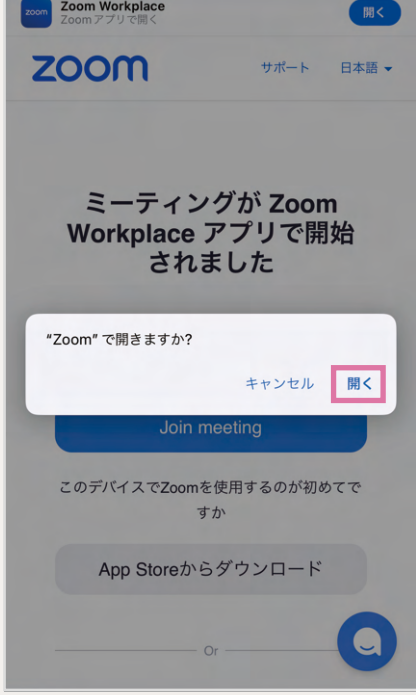 zoom
Zoom Workplace
Zoomアプリで開く
開く
zoom
サポート
日本語
ミーティングが Zoom
Workplace アプリで開始
されました
“Zoom” で開きますか?
キャンセル
開く
Join meeting
このデバイスでZoomを使用するのが初めてで
すか
App Storeからダウンロード
Or